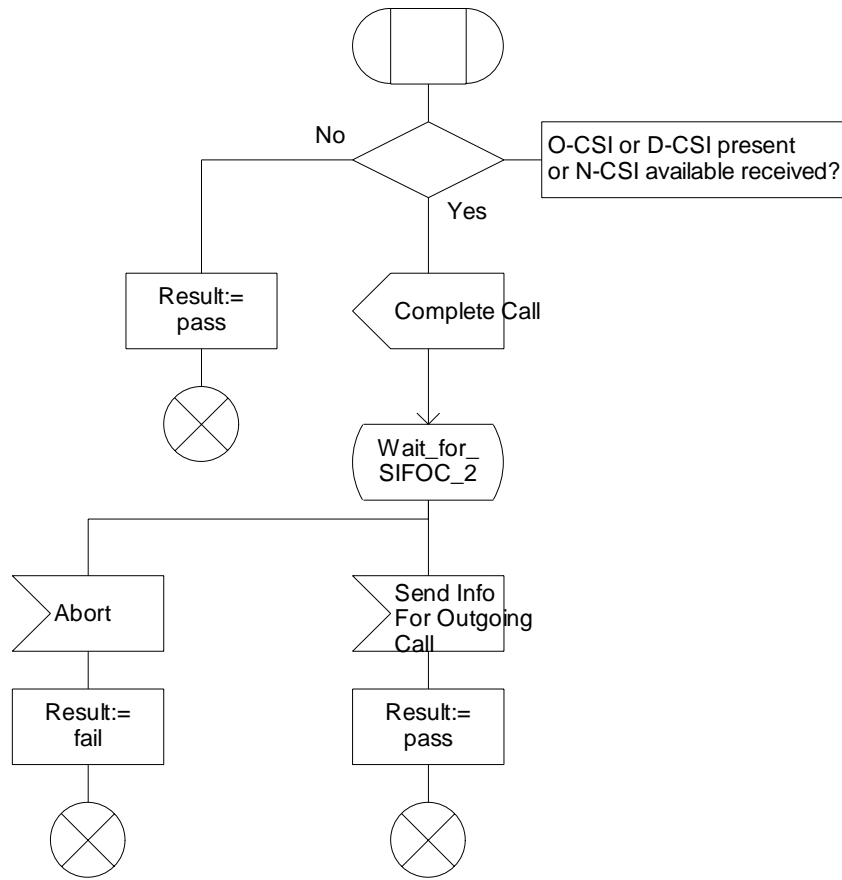 No
O-CSI or D-CSI present
or N-CSI available received?
Yes
Result:=
pass
Complete Call
Wait_for_
SIFOC_2
Abort
Send Info
For Outgoing
Call
Result:=
fail
Result:=
pass